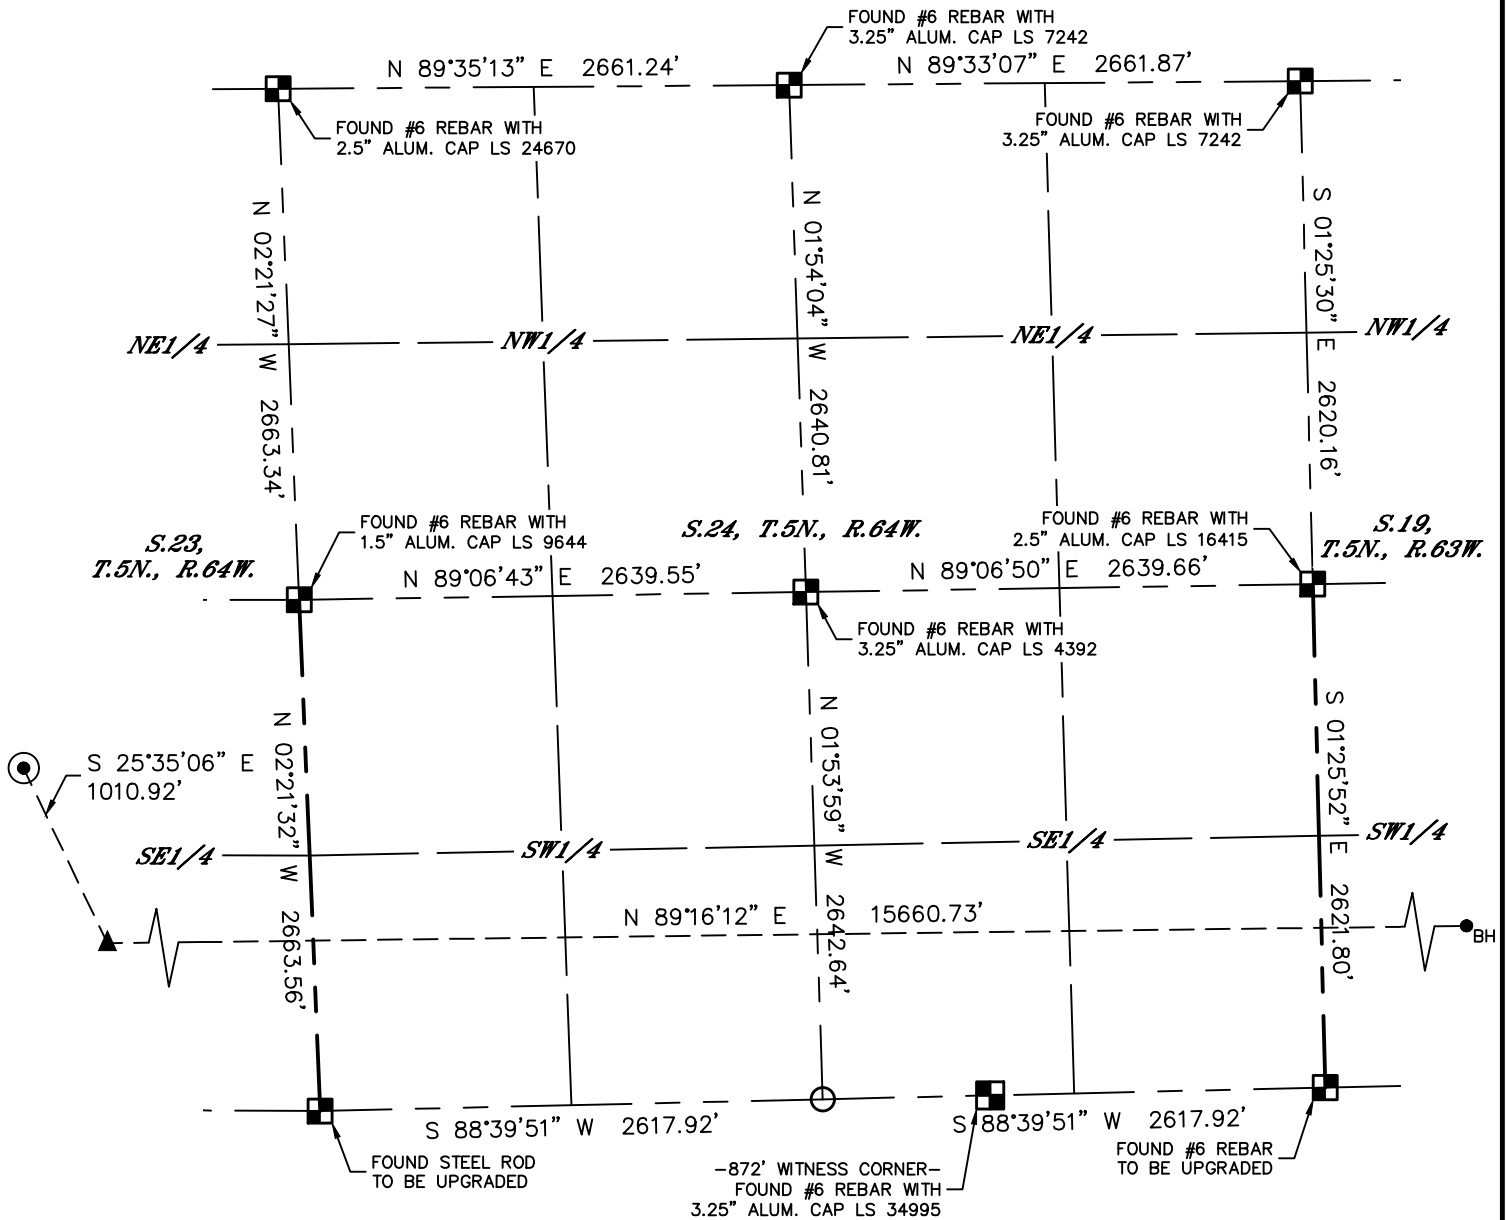 FOUND #6 REBAR WITH
3.25" ALUM. CAP LS 7242
N 89°35'13" E 2661.24'
N 89°33'07" E 2661.87'
FOUND #6 REBAR WITH
2.5" ALUM. CAP LS 24670
FOUND #6 REBAR WITH
3.25" ALUM. CAP LS 7242
N 02°21'27" W 2663.34'
N 01°54'04" W 2640.81'
S 01°25'30" E 2620.16'
NE1/4
NW1/4
NE1/4
NW1/4
S.23,
T.5N., R.64W.
FOUND #6 REBAR WITH
1.5" ALUM. CAP LS 9644
S.24, T.5N., R.64W.
FOUND #6 REBAR WITH
2.5" ALUM. CAP LS 16415
S.19,
T.5N., R.63W.
N 89°06'43" E 2639.55'
N 89°06'50" E 2639.66'
FOUND #6 REBAR WITH
3.25" ALUM. CAP LS 4392
S 25°35'06" E
1010.92'
N 02°21'32" W 2663.56'
N 01°53'59" W 2642.64'
S 01°25'52" E 2621.80'
SE1/4
SW1/4
SE1/4
SW1/4
N 89°16'12" E 15660.73'
BH
S 88°39'51" W 2617.92'
S 88°39'51" W 2617.92'
FOUND STEEL ROD
TO BE UPGRADED
-872' WITNESS CORNER-
FOUND #6 REBAR WITH
3.25" ALUM. CAP LS 34995
FOUND #6 REBAR
TO BE UPGRADED